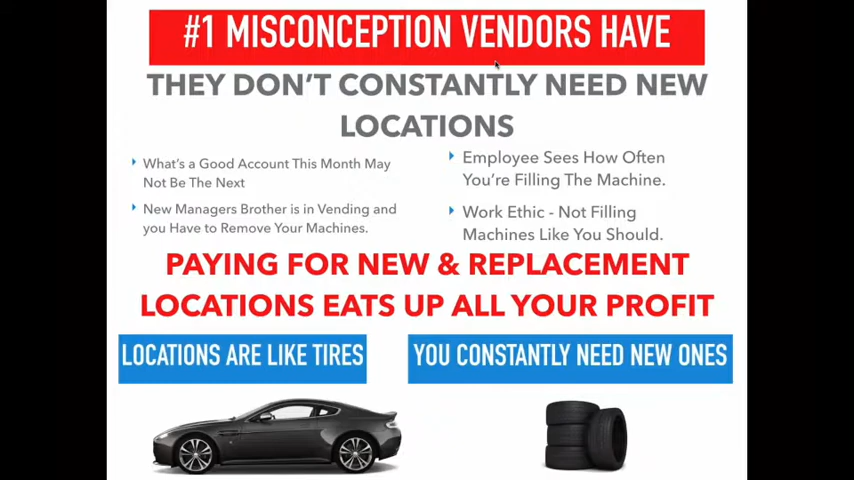 #1 MISCONCEPTION VENDORS HAVE
THEY DON'T CONSTANTLY NEED NEW
LOCATIONS
What's a Good Account This Month May
Not Be The Next
New Managers Brother is in Vending and
you Have to Remove Your Machines.
Employee Sees How Often
You're Filling The Machine.
Work Ethic - Not Filling
Machines Like You Should.
PAYING FOR NEW & REPLACEMENT
LOCATIONS EATS UP ALL YOUR PROFIT
LOCATIONS ARE LIKE TIRES
YOU CONSTANTLY NEED NEW ONES